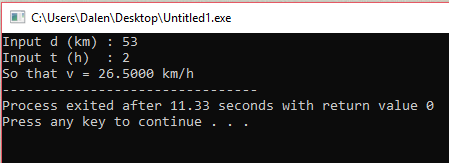 C:\Users\Dalen\Desktop\Untitled1.exe
Input d (km) : 53
Input t (h)  : 2
So that v = 26.5000 km/h
--------------------------------
Process exited after 11.33 seconds with return value 0
Press any key to continue . . .